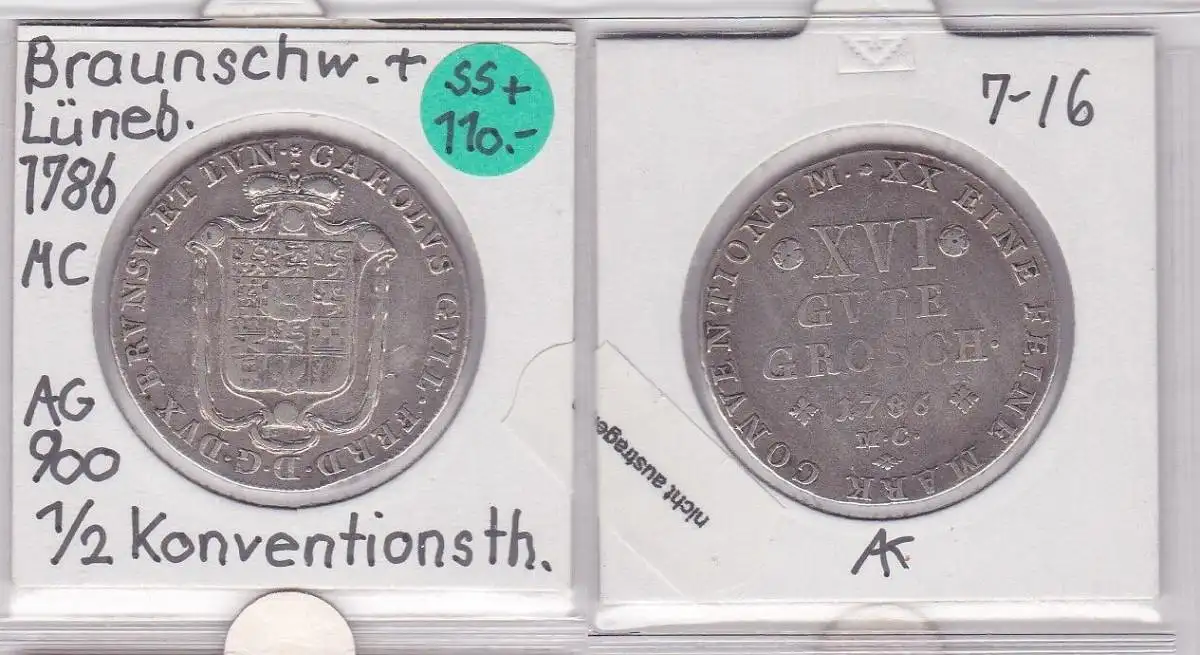 Braunschw. +
Lüneb.
1786
MC
AG
900
1/2 Konventionsth.
SS+
110.-
CAROLVS GVIL·FERD·D·G·DVX BRVNSV·ET LVN·
7-16
XX EINE FEINE MARK CONVENTIONS M·
XVI
GVTE
GROSCH·
1786
M·C·
nicht austrage
AK